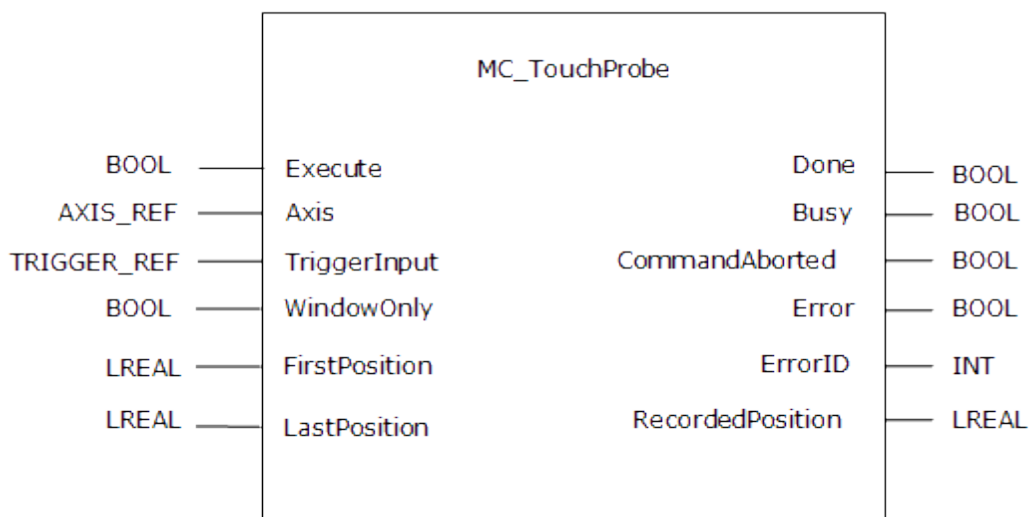 MC_TouchProbe
BOOL Execute Done BOOL
AXIS_REF Axis Busy BOOL
TRIGGER_REF TriggerInput CommandAborted BOOL
BOOL WindowOnly Error BOOL
LREAL FirstPosition ErrorID INT
LREAL LastPosition RecordedPosition LREAL